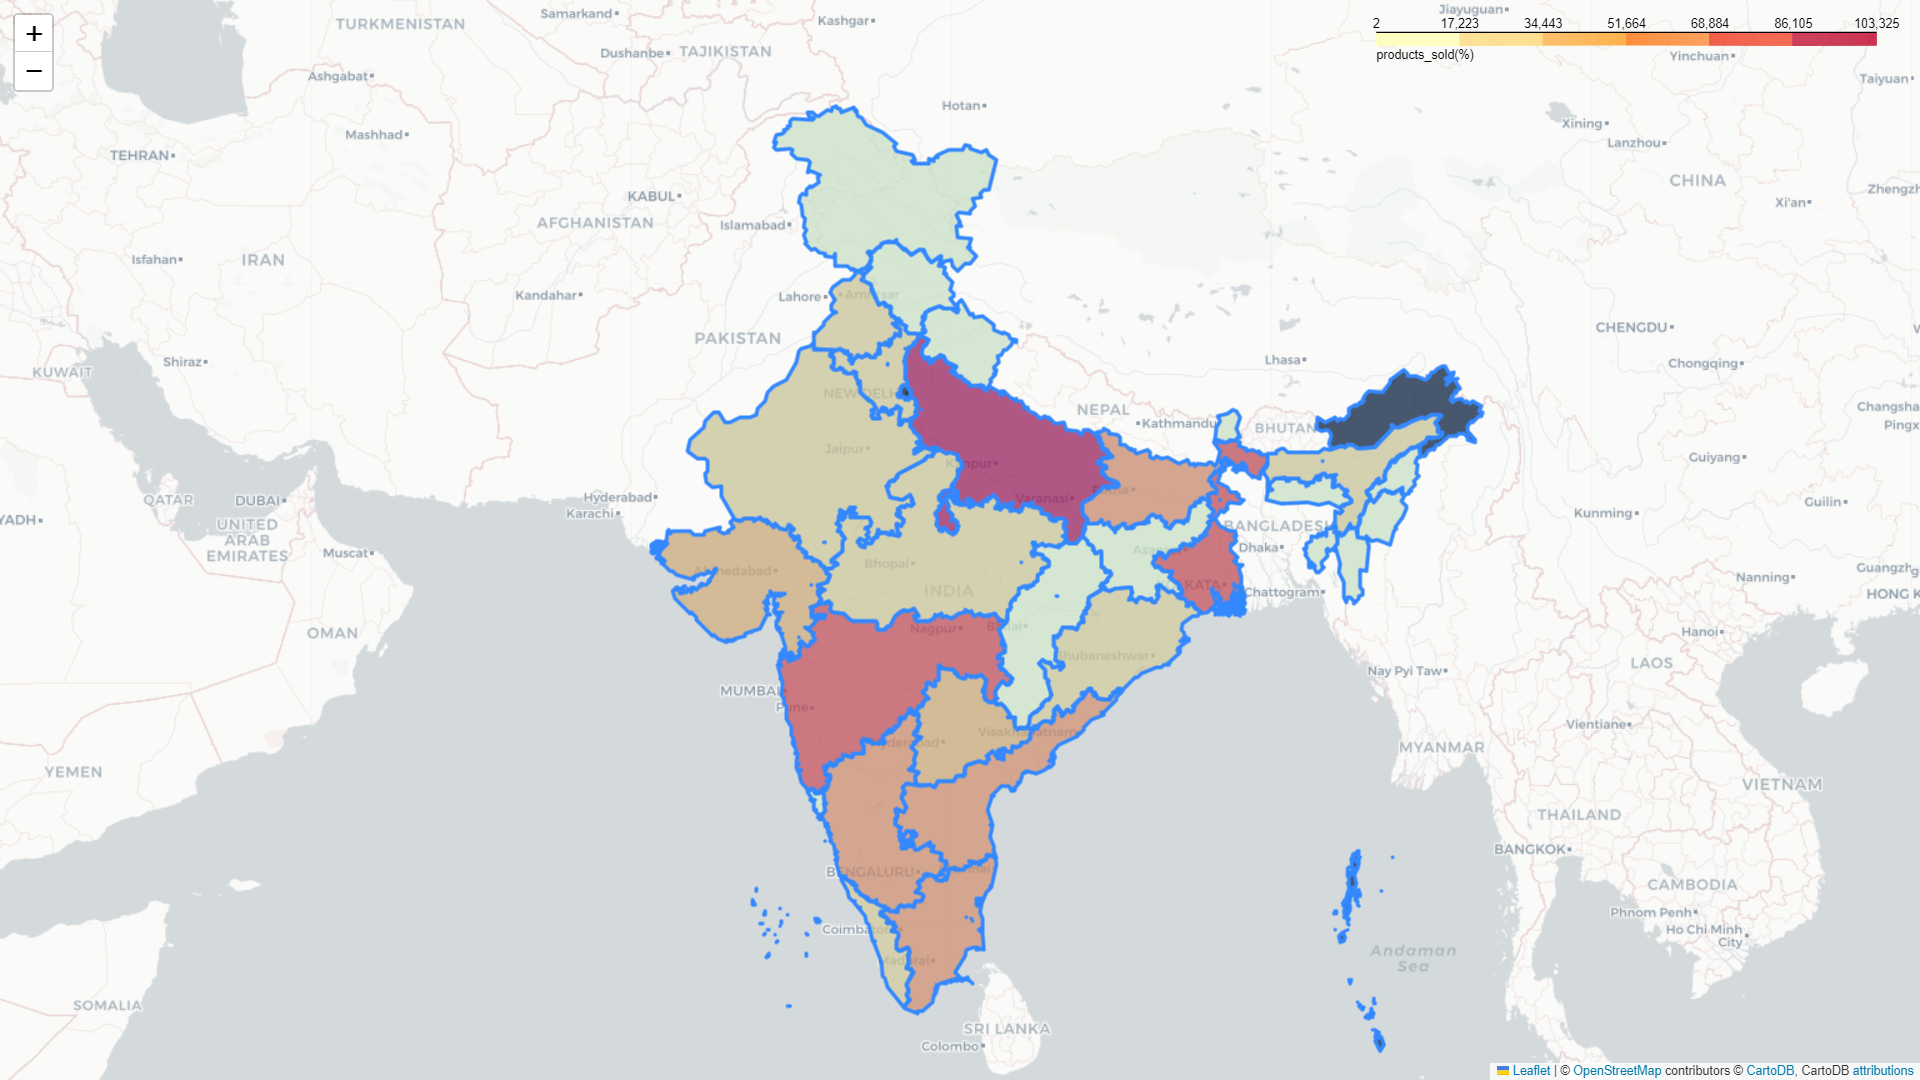 +
−
2 17,223 34,443 51,664 68,884 86,105 103,325
products_sold(%)
TURKMENISTAN
Samarkand
Kashgar
Jiayuguan
Dushanbe
TAJIKISTAN
Yinchuan
Ashgabat
Taiyuan
Hotan
Mashhad
Xining
Lanzhou
TEHRAN
CHINA
Zhengzh
KABUL
Xi'an
AFGHANISTAN
Islamabad
Isfahan
IRAN
Kandahar
Lahore
Amritsar
PAKISTAN
CHENGDU
Shiraz
Lhasa
Chongqing
KUWAIT
NEW DELH
NEPAL
Kathmandu
BHUTAN
Changsha
Pingx
Jaipur
Kanpur
Guiyang
QATAR
DUBAI
Hyderabad
Varanasi
Patna
Guilin
YADH
Karachi
Kunming
UNITED
ARAB
EMIRATES
BANGLADESH
Muscat
Dhaka
Bhopal
Ahmedabad
Asan
Nanning
Guangzh
INDIA
KATA
Chattogram
HONG K
OMAN
Nagpur
Bhilai
Hanoi
Bhubaneshwar
LAOS
Nay Pyi Taw
MUMBAI
Pune
Vientiane
Visakhapatnam
yderabad
MYANMAR
YEMEN
VIETNAM
THAILAND
BANGKOK
BENGALURU
Chennai
CAMBODIA
Phnom Penh
Coimbatore
Ho Chi Minh
City
Andaman
Sea
Madurai
SOMALIA
SRI LANKA
Colombo
Leaflet | © OpenStreetMap contributors © CartoDB, CartoDB attributions